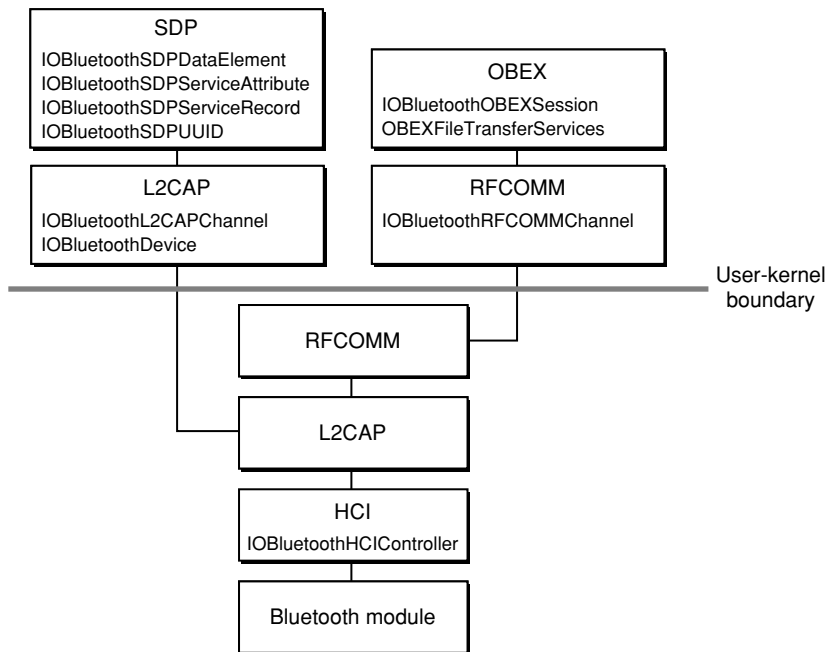 SDP
IOBluetoothSDPDataElement
IOBluetoothSDPServiceAttribute
IOBluetoothSDPServiceRecord
IOBluetoothSDPUUID
OBEX
IOBluetoothOBEXSession
OBEXFileTransferServices
L2CAP
IOBluetoothL2CAPChannel
IOBluetoothDevice
RFCOMM
IOBluetoothRFCOMMChannel
User-kernel
boundary
RFCOMM
L2CAP
HCI
IOBluetoothHCIController
Bluetooth module